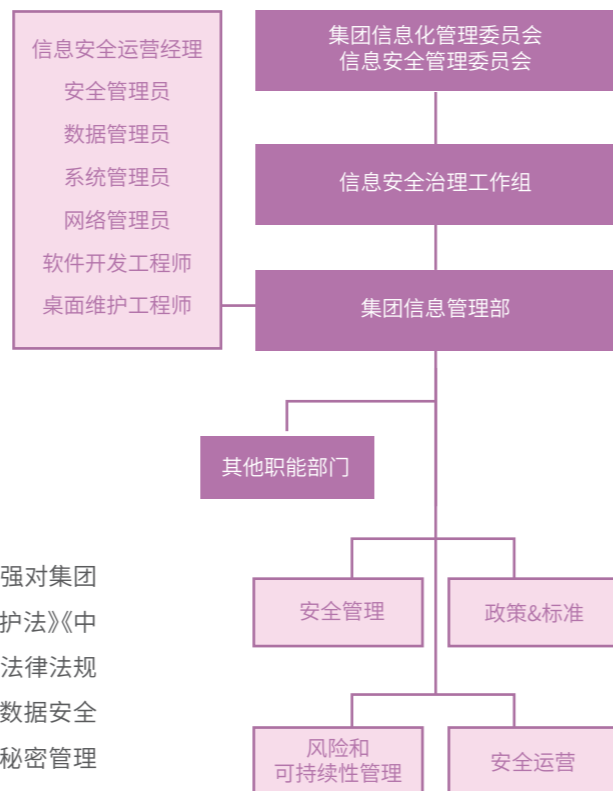 信息安全运营经理
安全管理员
数据管理员
系统管理员
网络管理员
软件开发工程师
桌面维护工程师
集团信息化管理委员会
信息安全管理委员会
信息安全治理工作组
集团信息管理部
其他职能部门
强对集团
护法》《中
法律法规
数据安全
秘密管理
安全管理
政策&标准
风险和
可持续性管理
安全运营